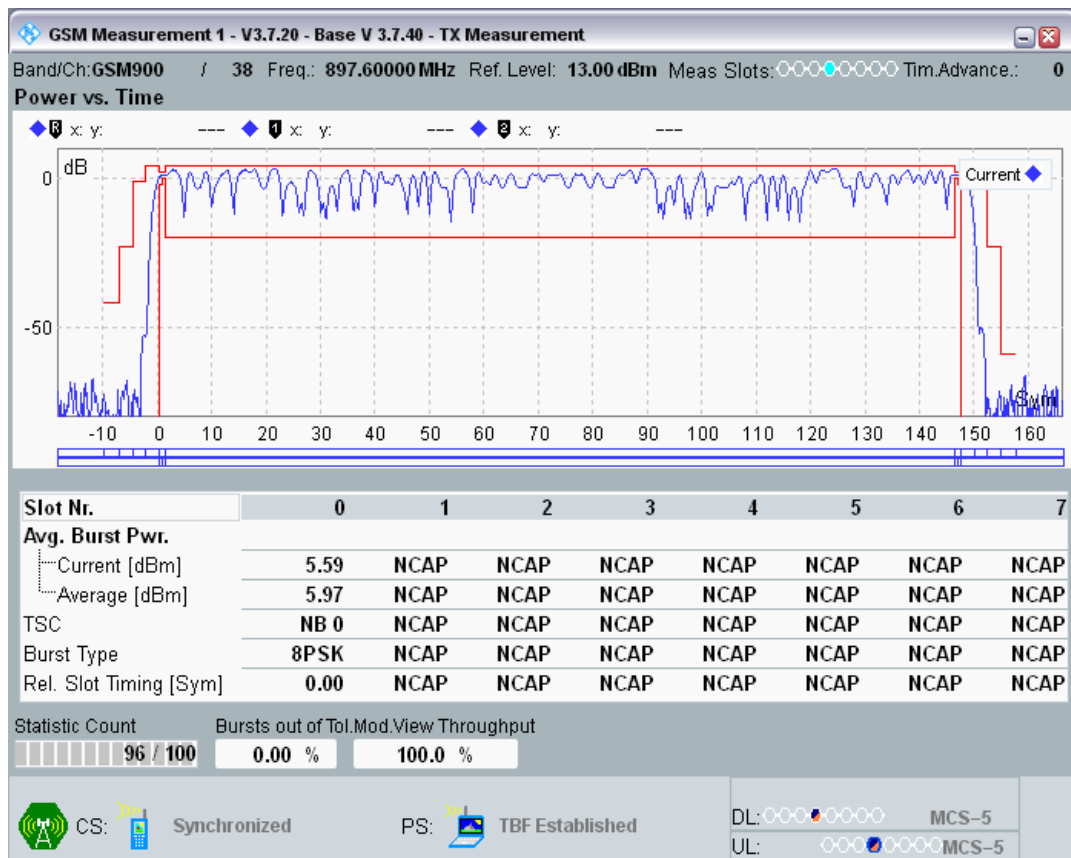 GSM Measurement 1 - V3.7.20 - Base V 3.7.40 - TX Measurement
Band/Ch:GSM900 / 38 Freq.: 897.60000 MHz Ref. Level: 13.00 dBm Meas Slots: Tim.Advance.: 0
Power vs. Time
R x: y: --- 1 x: y: --- 2 x: y: ---
dB
Current
0
-50
Sym
-10 0 10 20 30 40 50 60 70 80 90 100 110 120 130 140 150 160
Slot Nr. 0 1 2 3 4 5 6 7
Avg. Burst Pwr.
Current [dBm] 5.59 NCAP NCAP NCAP NCAP NCAP NCAP NCAP
Average [dBm] 5.97 NCAP NCAP NCAP NCAP NCAP NCAP NCAP
TSC NB 0 NCAP NCAP NCAP NCAP NCAP NCAP NCAP
Burst Type 8PSK NCAP NCAP NCAP NCAP NCAP NCAP NCAP
Rel. Slot Timing [Sym] 0.00 NCAP NCAP NCAP NCAP NCAP NCAP NCAP
Statistic Count Bursts out of Tol. Mod.View Throughput
96 / 100 0.00 % 100.0 %
CS: Synchronized PS: TBF Established
DL: MCS-5
UL: MCS-5